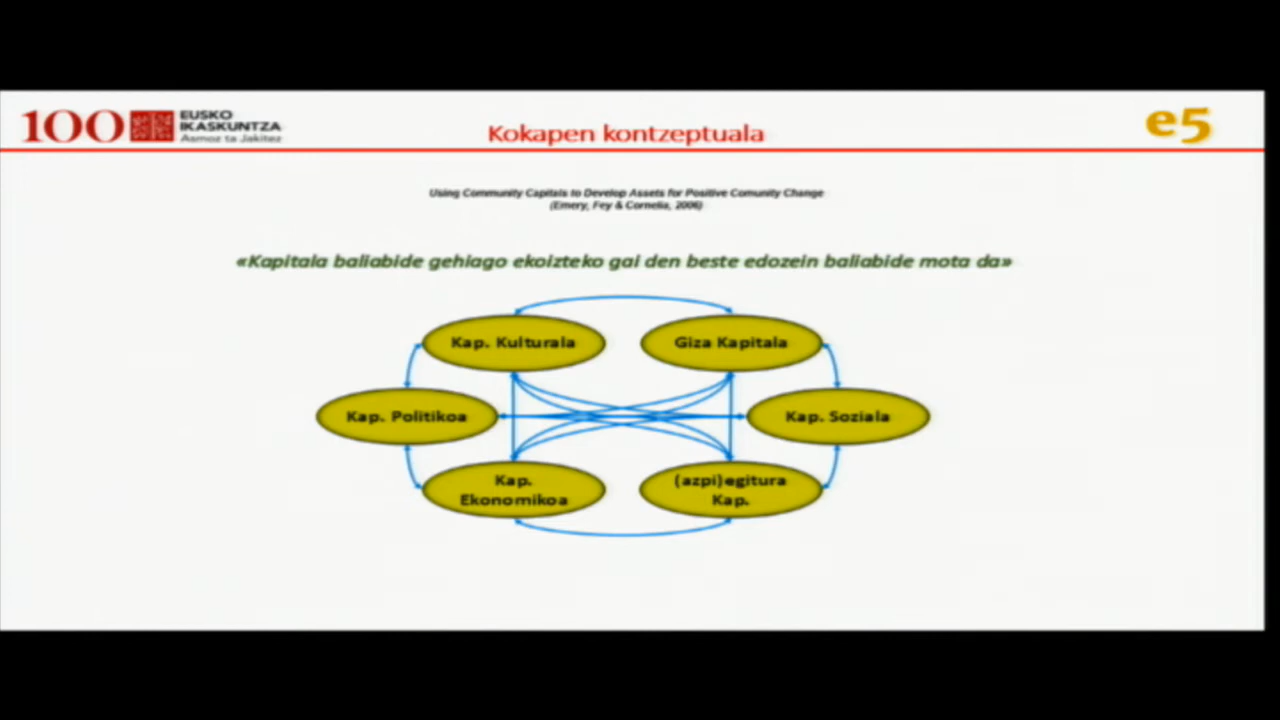 100 EUSKO
IKASKUNTZA
Asmoz ta Jakitez
Kokapen kontzeptuala
e5
Using Community Capitals to Develop Assets for Positive Comunity Change
(Emery, Fey & Cornelia, 2006)
«Kapitala baliabide gehiago ekoizteko gai den beste edozein baliabide mota da»
Kap. Kulturala
Giza Kapitala
Kap. Politikoa
Kap. Soziala
Kap.
Ekonomikoa
(azpi)egitura
Kap.